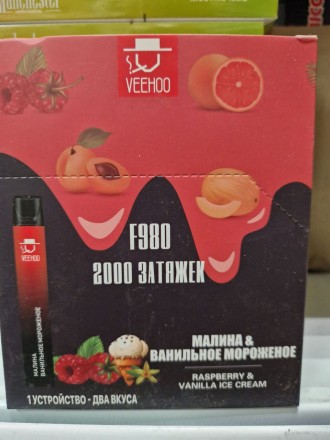 Manchester
VEEHOO
F980
2000 ЗАТЯЖЕК
VEEHOO
МАЛИНА
ВАНИЛЬНОЕ МОРОЖЕНОЕ
МАЛИНА &
ВАНИЛЬНОЕ МОРОЖЕНОЕ
RASPBERRY &
VANILLA ICE CREAM
1 УСТРОЙСТВО - ДВА ВКУСА